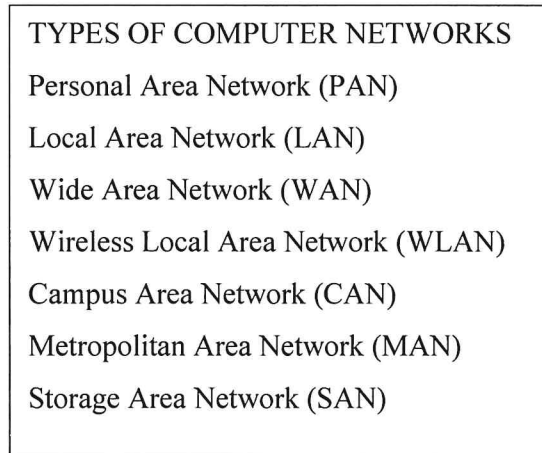 TYPES OF COMPUTER NETWORKS
Personal Area Network (PAN)
Local Area Network (LAN)
Wide Area Network (WAN)
Wireless Local Area Network (WLAN)
Campus Area Network (CAN)
Metropolitan Area Network (MAN)
Storage Area Network (SAN)